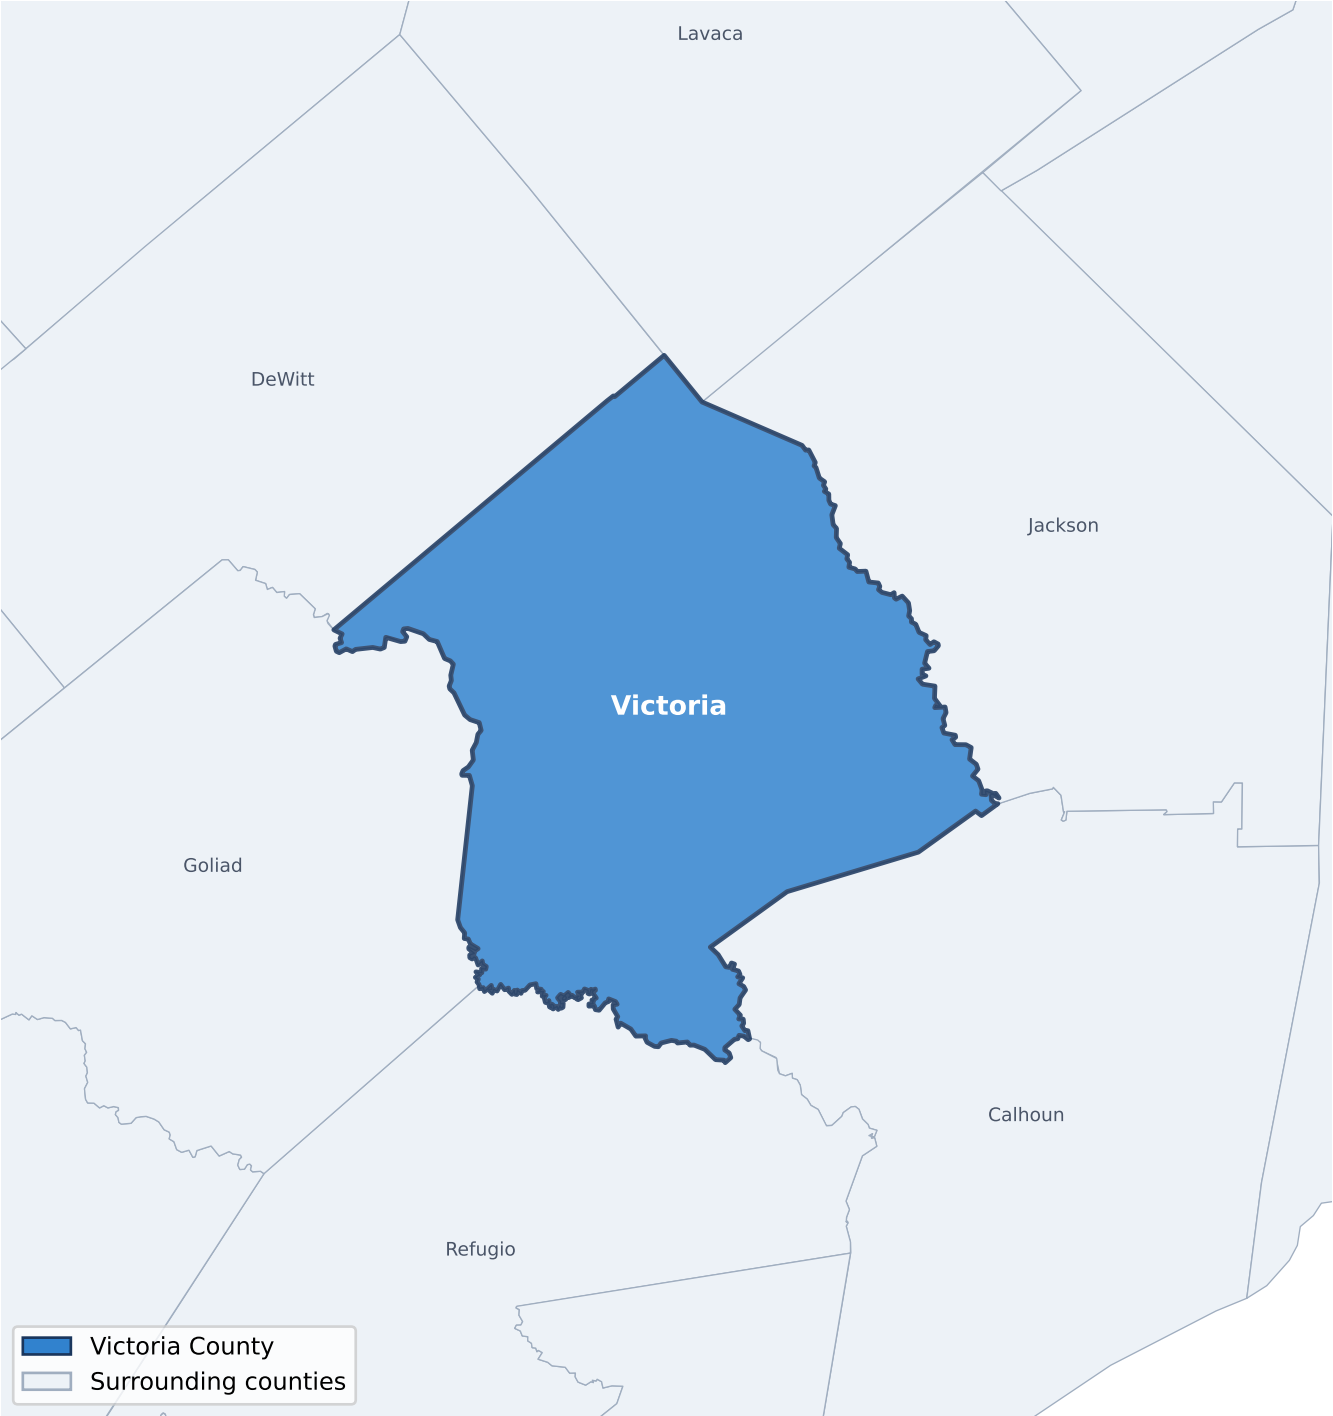 Lavaca
DeWitt
Jackson
Victoria
Goliad
Calhoun
Refugio
Victoria County
Surrounding counties